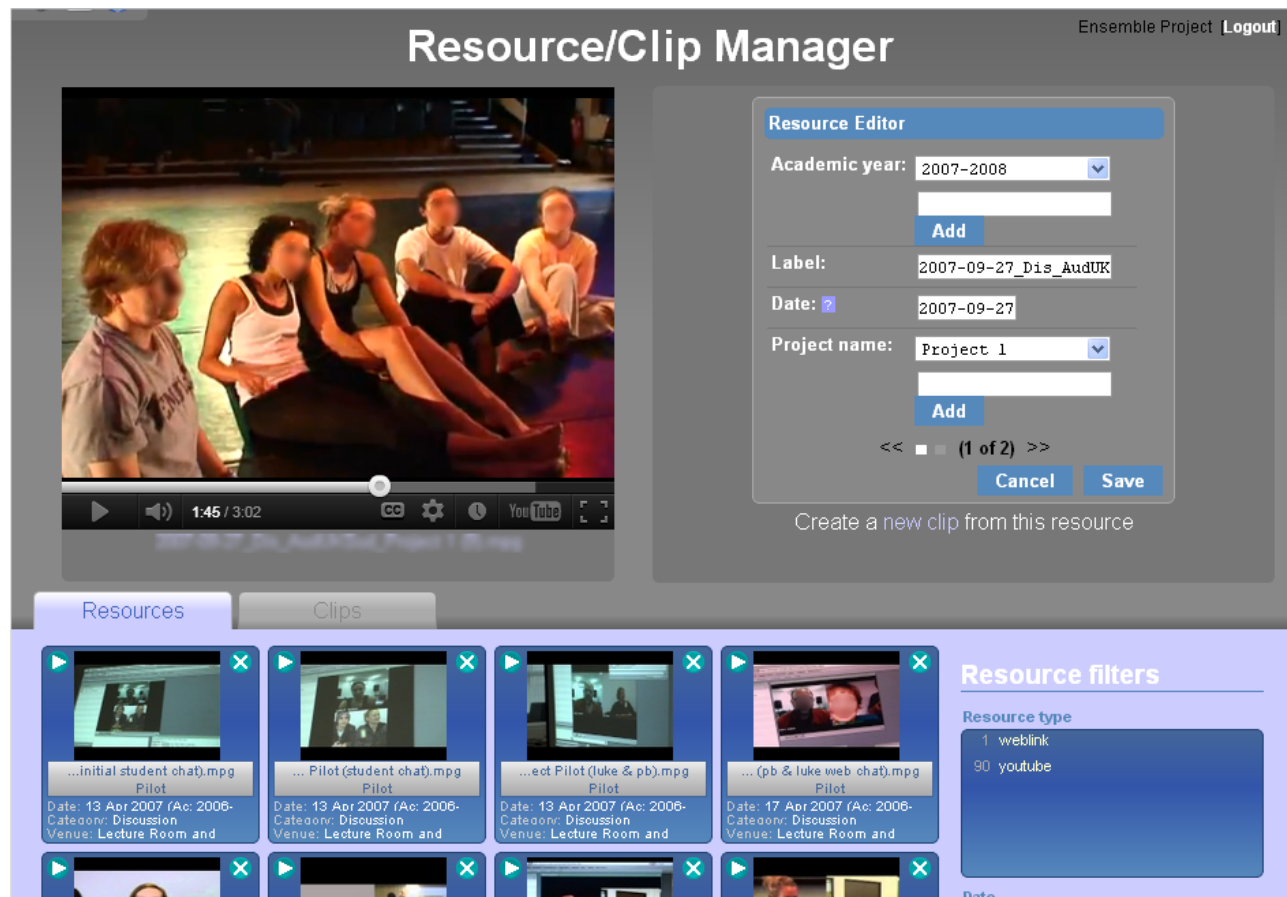 Ensemble Project [Logout]
Resource/Clip Manager
1:45 / 3:02
CC
YouTube
Resource Editor
Academic year: 2007-2008
Add
Label: 2007-09-27_Dis_AudUK
Date: ? 2007-09-27
Project name: Project 1
Add
<< (1 of 2) >>
Cancel Save
Create a new clip from this resource
Resources Clips
...initial student chat).mpg
Pilot
Date: 13 Apr 2007 (Ac: 2006-
Category: Discussion
Venue: Lecture Room and
... Pilot (student chat).mpg
Pilot
Date: 13 Apr 2007 (Ac: 2006-
Category: Discussion
Venue: Lecture Room and
...ect Pilot (luke & pb).mpg
Pilot
Date: 13 Apr 2007 (Ac: 2006-
Category: Discussion
Venue: Lecture Room and
... (pb & luke web chat).mpg
Pilot
Date: 17 Apr 2007 (Ac: 2006-
Category: Discussion
Venue: Lecture Room and
Resource filters
Resource type
1 weblink
90 youtube
Date